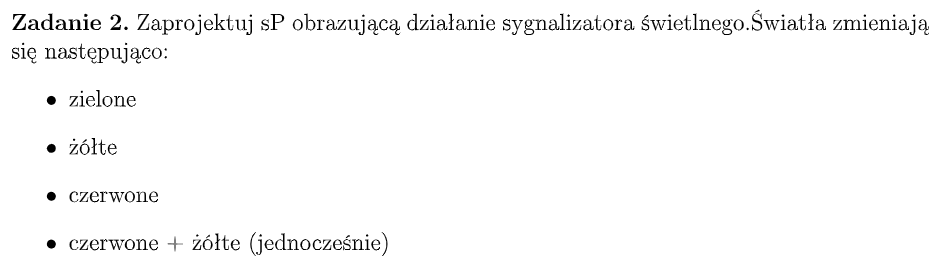 Zadanie 2. Zaprojektuj sP obrazującą działanie sygnalizatora świetlnego.Światła zmieniają
się następująco:
• zielone
• żółte
• czerwone
• czerwone + żółte (jednocześnie)